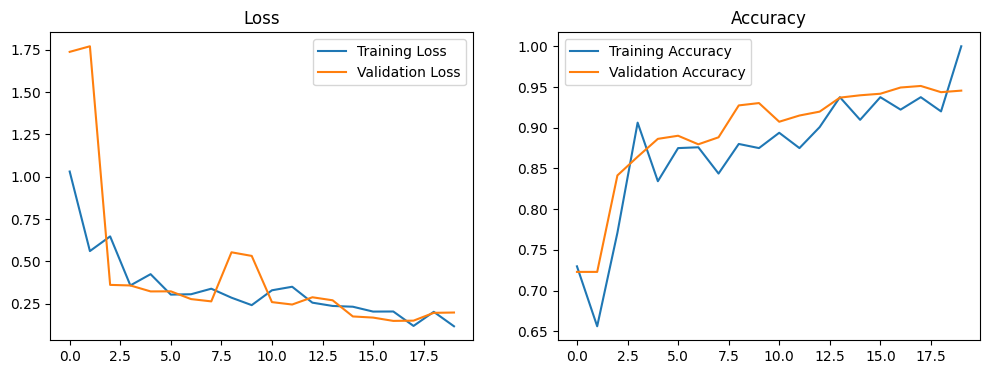 Loss
Training Loss
Validation Loss
1.75
1.50
1.25
1.00
0.75
0.50
0.25
0.0 2.5 5.0 7.5 10.0 12.5 15.0 17.5
Accuracy
Training Accuracy
Validation Accuracy
1.00
0.95
0.90
0.85
0.80
0.75
0.70
0.65
0.0 2.5 5.0 7.5 10.0 12.5 15.0 17.5